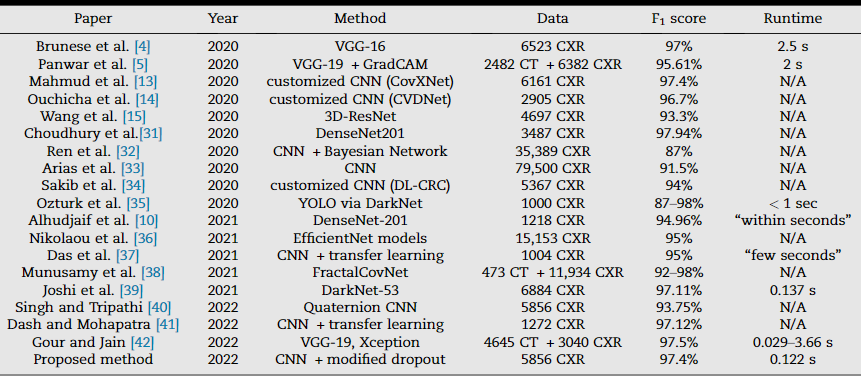 Paper Year Method Data F1 score Runtime
Brunese et al. [4] 2020 VGG-16 6523 CXR 97% 2.5 s
Panwar et al. [5] 2020 VGG-19 + GradCAM 2482 CT + 6382 CXR 95.61% 2 s
Mahmud et al. [13] 2020 customized CNN (CovXNet) 6161 CXR 97.4% N/A
Ouchicha et al. [14] 2020 customized CNN (CVDNet) 2905 CXR 96.7% N/A
Wang et al. [15] 2020 3D-ResNet 4697 CXR 93.3% N/A
Choudhury et al.[31] 2020 DenseNet201 3487 CXR 97.94% N/A
Ren et al. [32] 2020 CNN + Bayesian Network 35,389 CXR 87% N/A
Arias et al. [33] 2020 CNN 79,500 CXR 91.5% N/A
Sakib et al. [34] 2020 customized CNN (DL-CRC) 5367 CXR 94% N/A
Ozturk et al. [35] 2020 YOLO via DarkNet 1000 CXR 87–98% < 1 sec
Alhudjaif et al. [10] 2021 DenseNet-201 1218 CXR 94.96% “within seconds”
Nikolaou et al. [36] 2021 EfficientNet models 15,153 CXR 95% N/A
Das et al. [37] 2021 CNN + transfer learning 1004 CXR 95% “few seconds”
Munusamy et al. [38] 2021 FractalCovNet 473 CT + 11,934 CXR 92–98% N/A
Joshi et al. [39] 2021 DarkNet-53 6884 CXR 97.11% 0.137 s
Singh and Tripathi [40] 2022 Quaternion CNN 5856 CXR 93.75% N/A
Dash and Mohapatra [41] 2022 CNN + transfer learning 1272 CXR 97.12% N/A
Gour and Jain [42] 2022 VGG-19, Xception 4645 CT + 3040 CXR 97.5% 0.029–3.66 s
Proposed method 2022 CNN + modified dropout 5856 CXR 97.4% 0.122 s